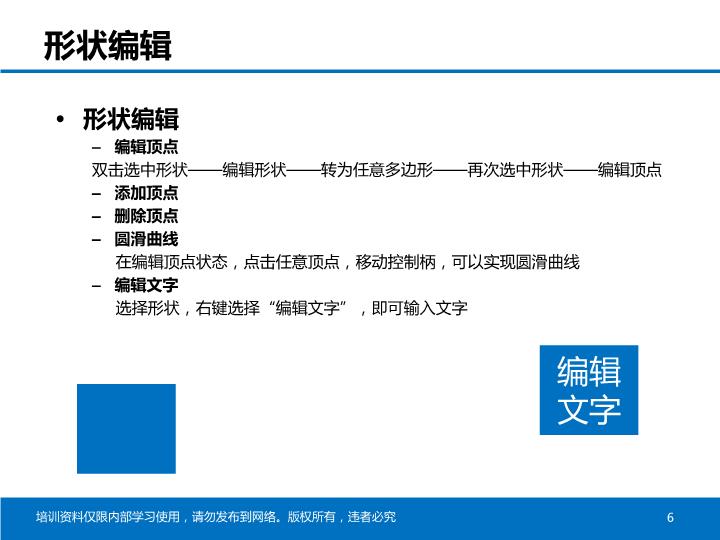 形状编辑
• 形状编辑
– 编辑顶点
双击选中形状——编辑形状——转为任意多边形——再次选中形状——编辑顶点
– 添加顶点
– 删除顶点
– 圆滑曲线
在编辑顶点状态，点击任意顶点，移动控制柄，可以实现圆滑曲线
– 编辑文字
选择形状，右键选择“编辑文字”，即可输入文字
编辑
文字
培训资料仅限内部学习使用，请勿发布到网络。版权所有，违者必究
6